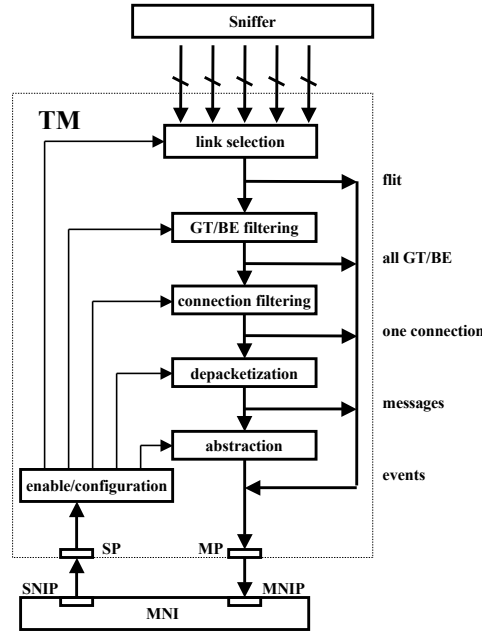 Sniffer
TM
link selection
flit
GT/BE filtering
all GT/BE
connection filtering
one connection
depacketization
messages
abstraction
events
enable/configuration
SP
MP
SNIP
MNIP
MNI